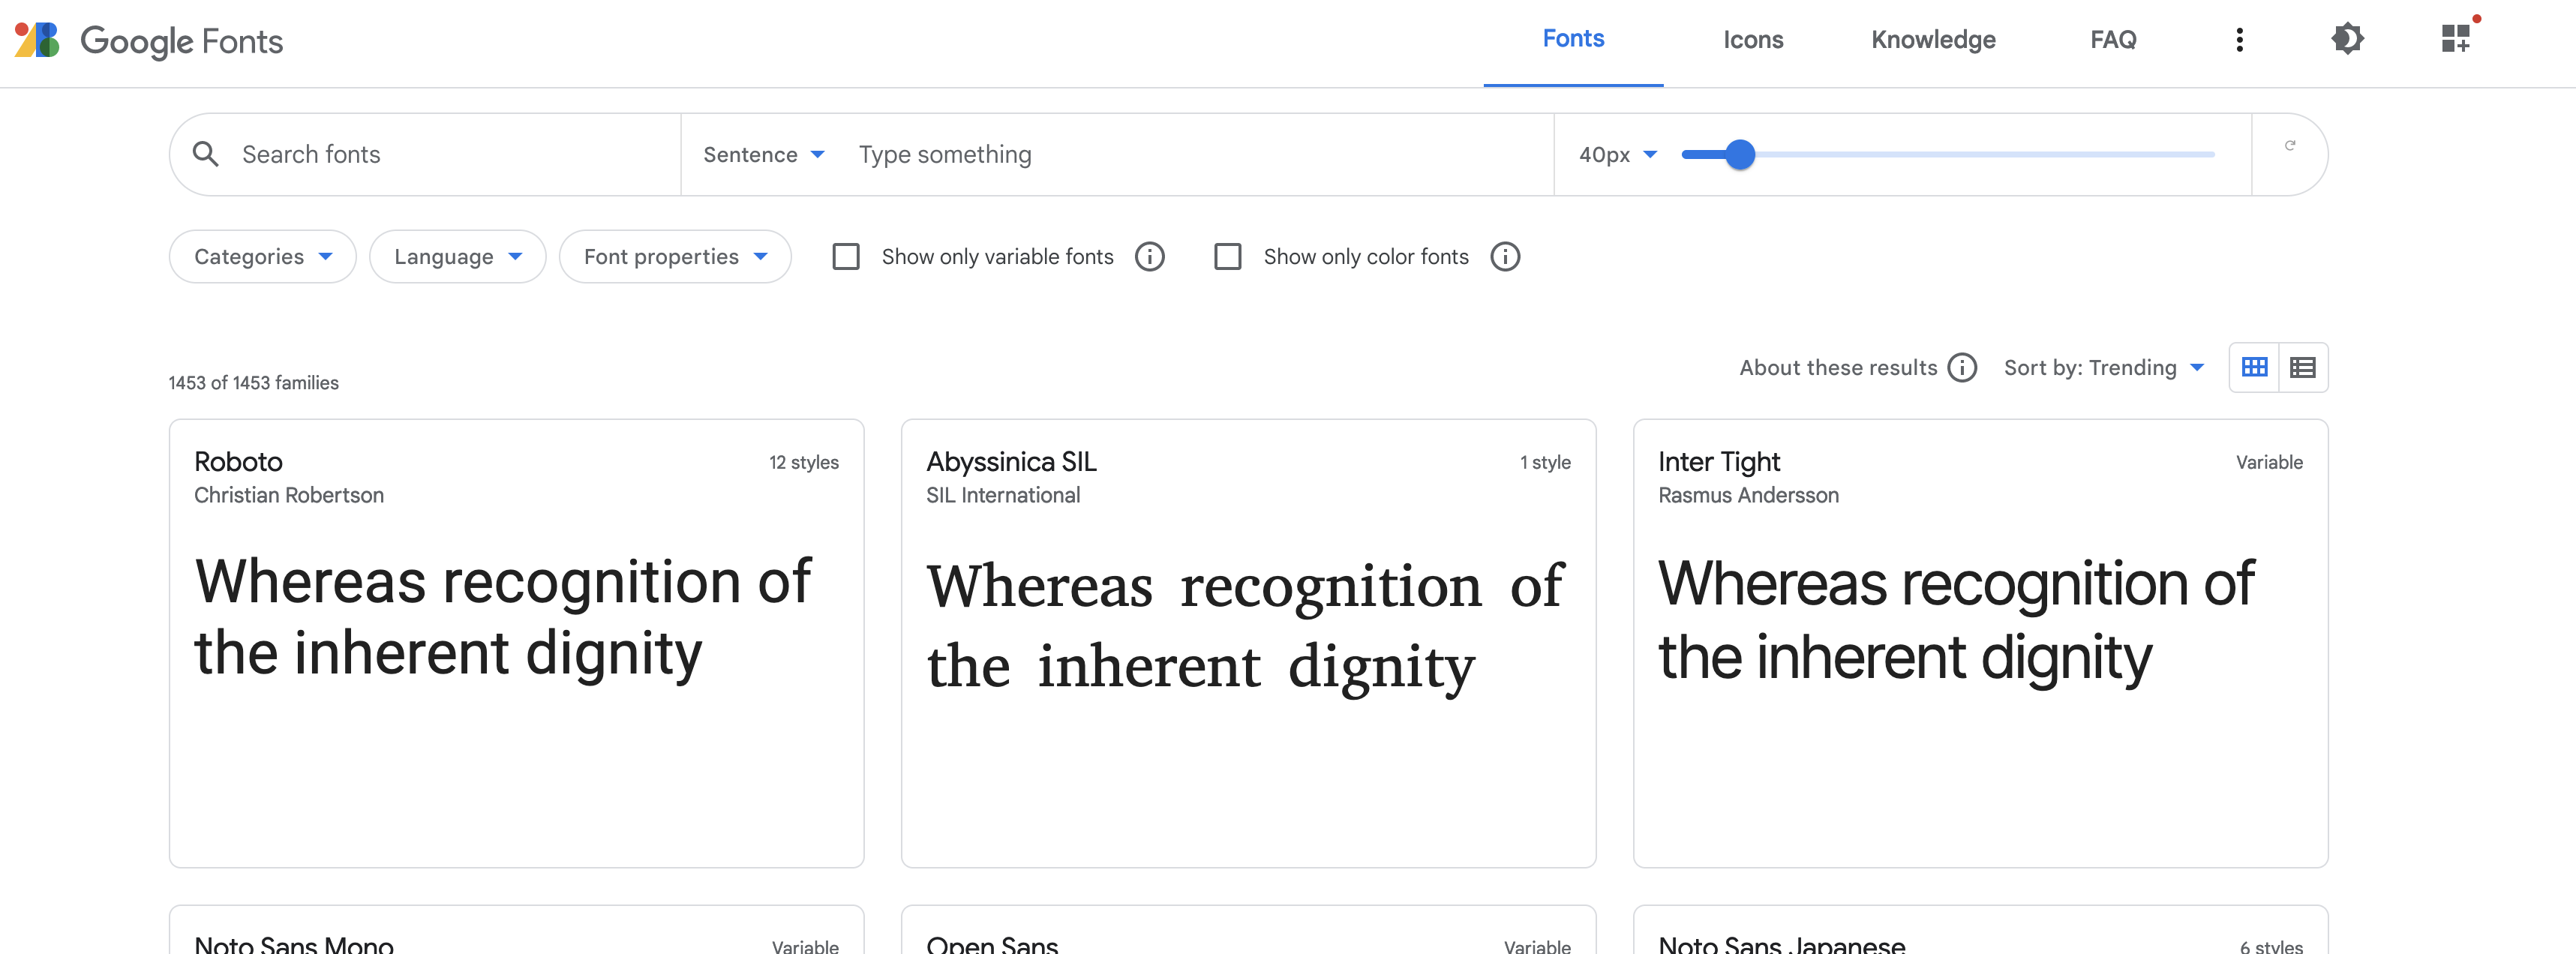 Google Fonts
Fonts Icons Knowledge FAQ
Search fonts Sentence Type something 40px
Categories Language Font properties Show only variable fonts Show only color fonts
About these results Sort by: Trending
1453 of 1453 families
Roboto 12 styles
Christian Robertson
Whereas recognition of
the inherent dignity
Abyssinica SIL 1 style
SIL International
Whereas recognition of
the inherent dignity
Inter Tight Variable
Rasmus Andersson
Whereas recognition of
the inherent dignity
Noto Sans Mono Variable
Open Sans Variable
Noto Sans Japanese 6 styles